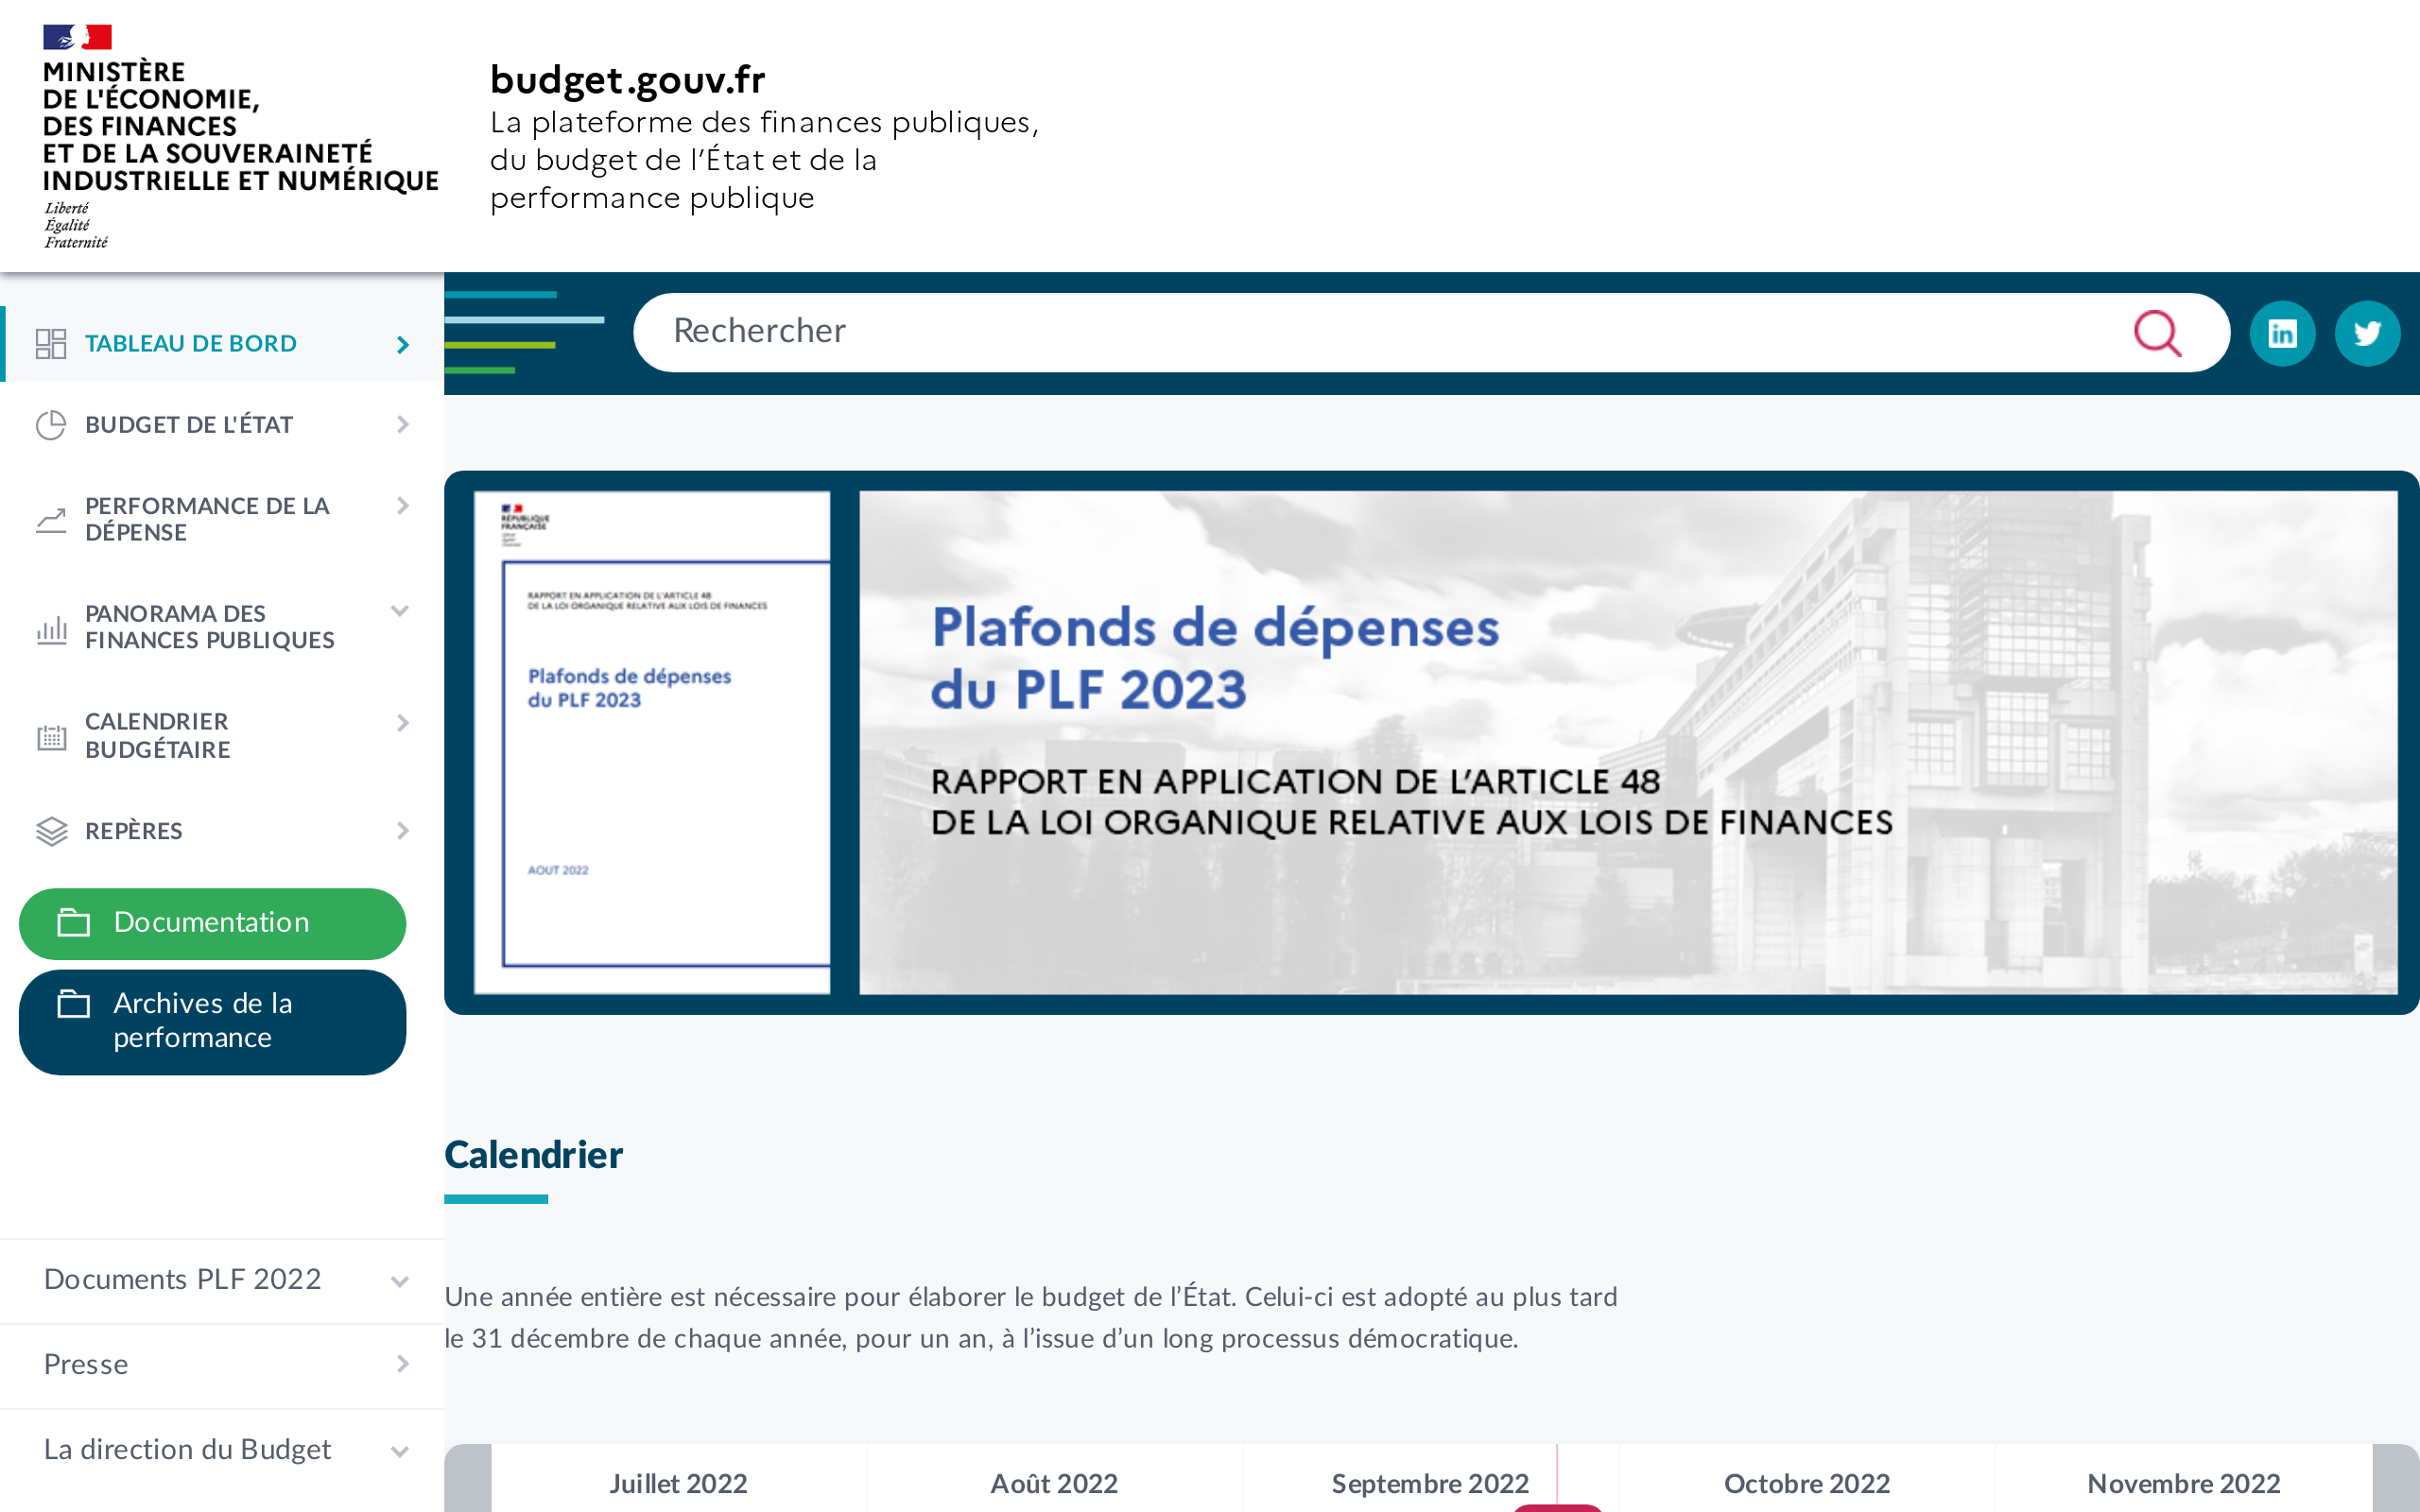 MINISTÈRE
DE L'ÉCONOMIE,
DES FINANCES
ET DE LA SOUVERAINETÉ
INDUSTRIELLE ET NUMÉRIQUE
Liberté
Égalité
Fraternité
budget.gouv.fr
La plateforme des finances publiques,
du budget de l’État et de la
performance publique
TABLEAU DE BORD
BUDGET DE L'ÉTAT
PERFORMANCE DE LA
DÉPENSE
PANORAMA DES
FINANCES PUBLIQUES
CALENDRIER
BUDGÉTAIRE
REPÈRES
Documentation
Archives de la
performance
Documents PLF 2022
Presse
La direction du Budget
Rechercher
in
RÉPUBLIQUE
FRANÇAISE
RAPPORT EN APPLICATION DE L'ARTICLE 48
DE LA LOI ORGANIQUE RELATIVE AUX LOIS DE FINANCES
Plafonds de dépenses
du PLF 2023
AOUT 2022
Plafonds de dépenses
du PLF 2023
RAPPORT EN APPLICATION DE L’ARTICLE 48
DE LA LOI ORGANIQUE RELATIVE AUX LOIS DE FINANCES
Calendrier
Une année entière est nécessaire pour élaborer le budget de l’État. Celui-ci est adopté au plus tard
le 31 décembre de chaque année, pour un an, à l’issue d’un long processus démocratique.
Juillet 2022
Août 2022
Septembre 2022
Octobre 2022
Novembre 2022